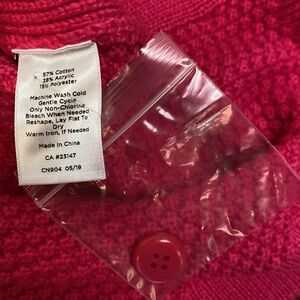 57% Cotton
28% Acrylic
15% Polyester
Machine Wash Cold
Gentle Cycle
Only Non-Chlorine
Bleach When Needed
Reshape, Lay Flat To
Dry
Warm Iron, If Needed
Made In China
CA #23147
CN904 05/19